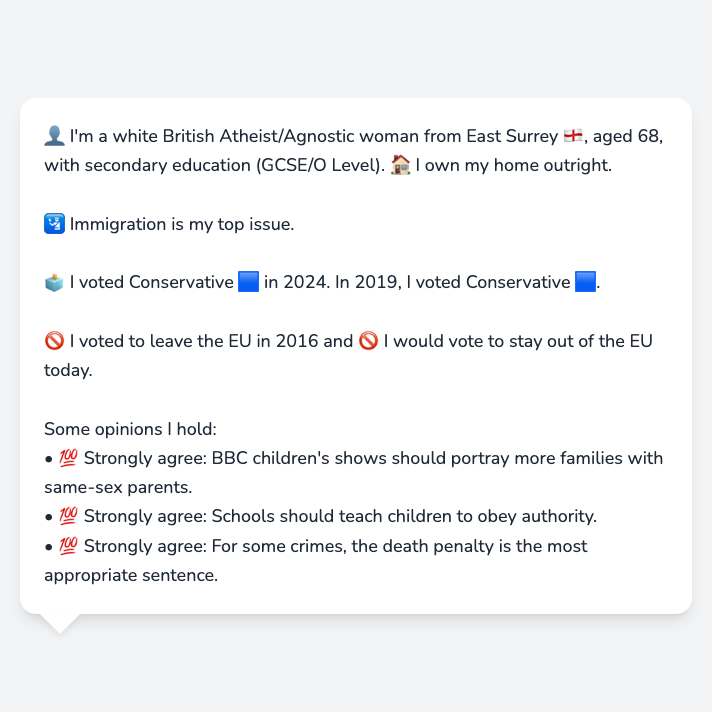 👤 I'm a white British Atheist/Agnostic woman from East Surrey 🏴󠁧󠁢󠁥󠁮󠁧󠁿, aged 68,
with secondary education (GCSE/O Level). 🏠 I own my home outright.
🛂 Immigration is my top issue.
🗳️ I voted Conservative 🟦 in 2024. In 2019, I voted Conservative 🟦.
🚫 I voted to leave the EU in 2016 and 🚫 I would vote to stay out of the EU
today.
Some opinions I hold:
• 💯 Strongly agree: BBC children's shows should portray more families with
same-sex parents.
• 💯 Strongly agree: Schools should teach children to obey authority.
• 💯 Strongly agree: For some crimes, the death penalty is the most
appropriate sentence.